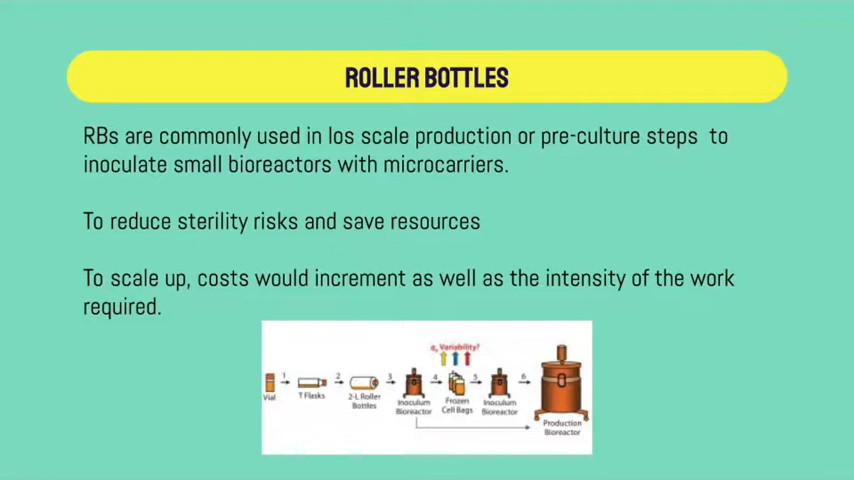 ROLLER BOTTLES
RBs are commonly used in los scale production or pre-culture steps to
inoculate small bioreactors with microcarriers.
To reduce sterility risks and save resources
To scale up, costs would increment as well as the intensity of the work
required.
Variability?
1 2 3 4 5 6
Vial
T Flasks
2-L Roller
Bottles
Inoculum
Bioreactor
Frozen
Cell Bags
Inoculum
Bioreactor
Production
Bioreactor